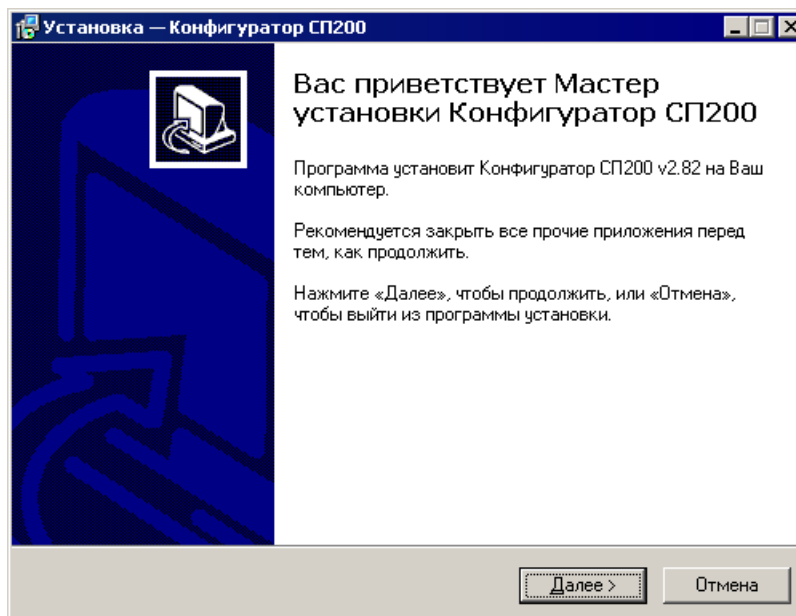 Установка — Конфигуратор СП200
Вас приветствует Мастер
установки Конфигуратор СП200
Программа установит Конфигуратор СП200 v2.82 на Ваш
компьютер.
Рекомендуется закрыть все прочие приложения перед
тем, как продолжить.
Нажмите «Далее», чтобы продолжить, или «Отмена»,
чтобы выйти из программы установки.
Далее >
Отмена